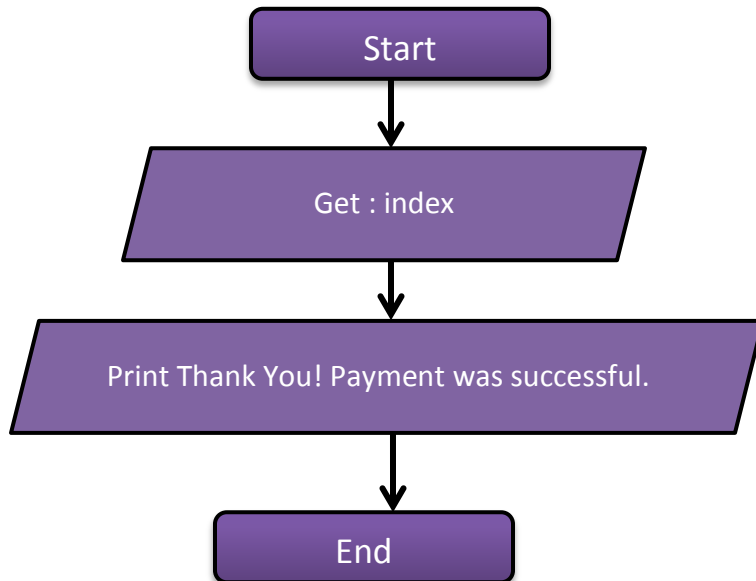 Start
Get : index
Print Thank You! Payment was successful.
End